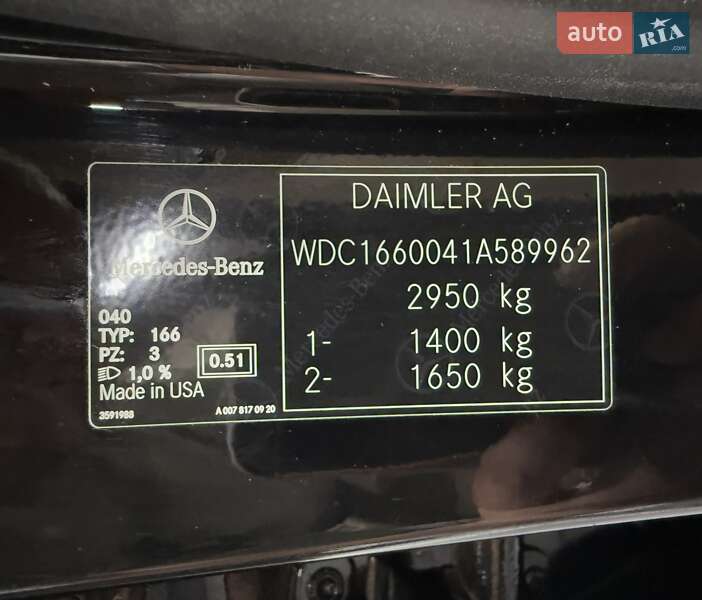 auto RIA
.com
DAIMLER AG
Mercedes-Benz
WDC1660041A589962
2950 kg
1- 1400 kg
2- 1650 kg
040
TYP: 166
PZ: 3
1,0 %
0.51
Made in USA
3591988
A 007 817 09 20